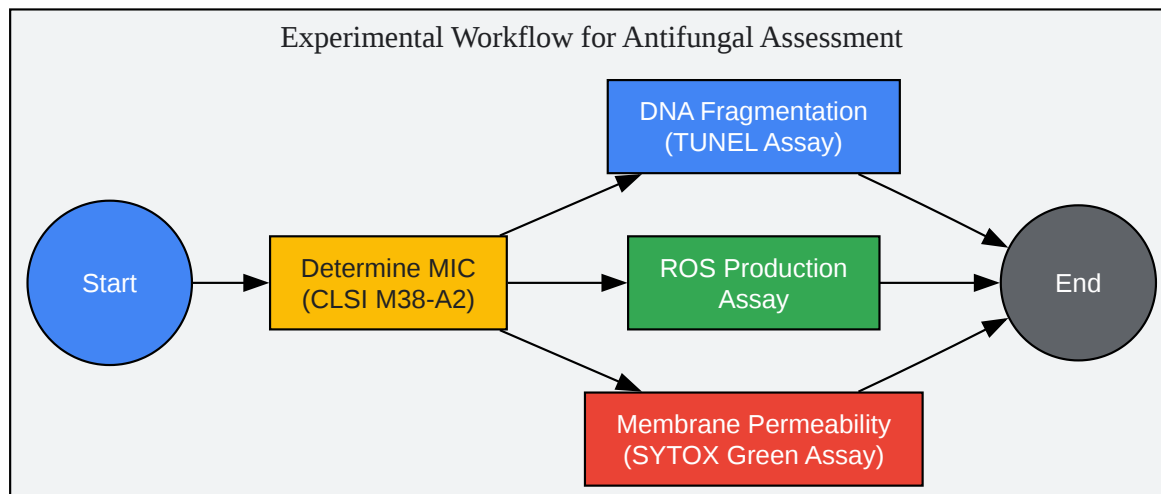 Experimental Workflow for Antifungal Assessment
DNA Fragmentation
(TUNEL Assay)
Start
Determine MIC
(CLSI M38-A2)
ROS Production
Assay
End
Membrane Permeability
(SYTOX Green Assay)